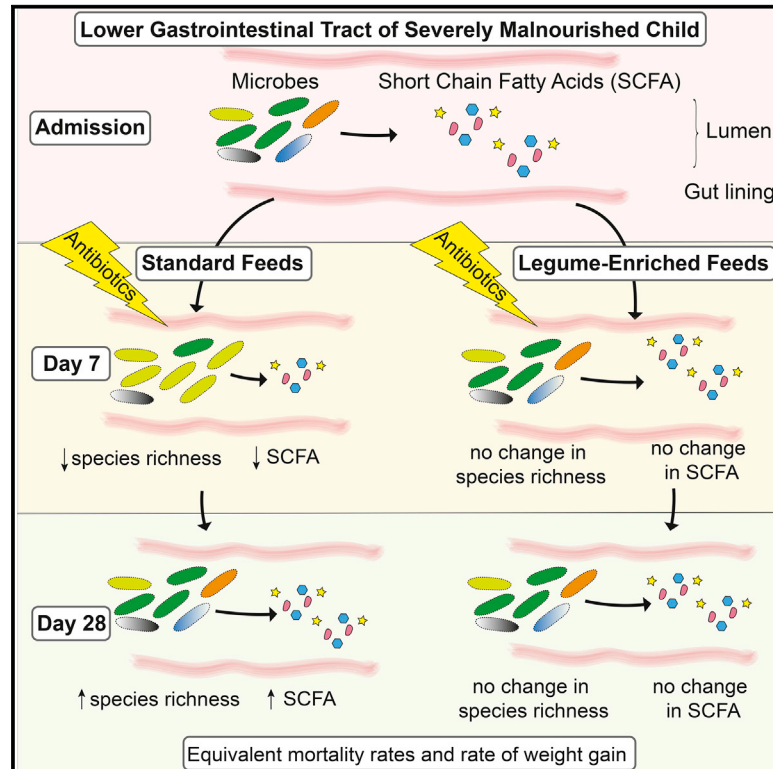 Lower Gastrointestinal Tract of Severely Malnourished Child
Microbes
Short Chain Fatty Acids (SCFA)
Admission
Lumen
Gut lining
Antibiotics
Standard Feeds
Antibiotics
Legume-Enriched Feeds
Day 7
↓ species richness
↓ SCFA
no change in
species richness
no change
in SCFA
Day 28
↑ species richness
↑ SCFA
no change in
species richness
no change
in SCFA
Equivalent mortality rates and rate of weight gain